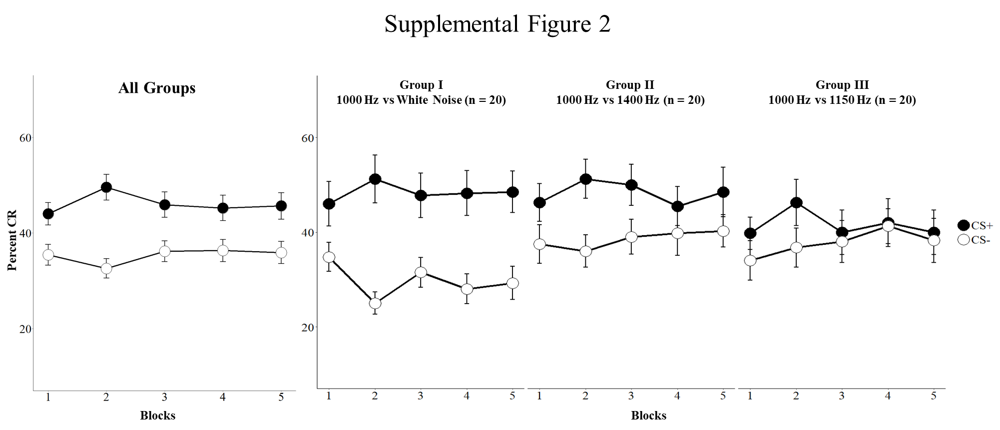 Supplemental Figure 2
All Groups
Percent CR
60
40
20
1 2 3 4 5
Blocks
Group I
1000 Hz vs White Noise (n = 20)
Group II
1000 Hz vs 1400 Hz (n = 20)
Group III
1000 Hz vs 1150 Hz (n = 20)
60
40
20
1 2 3 4 5
1 2 3 4 5
1 2 3 4 5
Blocks
CS+
CS-